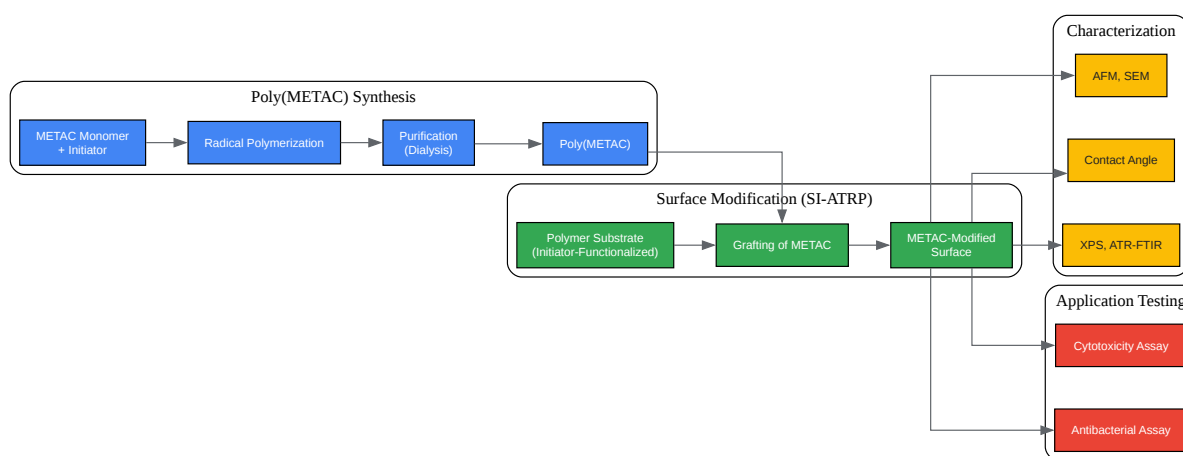 Poly(METAC) Synthesis
METAC Monomer
+ Initiator
Radical Polymerization
Purification
(Dialysis)
Poly(METAC)
Surface Modification (SI-ATRP)
Polymer Substrate
(Initiator-Functionalized)
Grafting of METAC
METAC-Modified
Surface
Characterization
AFM, SEM
Contact Angle
XPS, ATR-FTIR
Application Testing
Cytotoxicity Assay
Antibacterial Assay